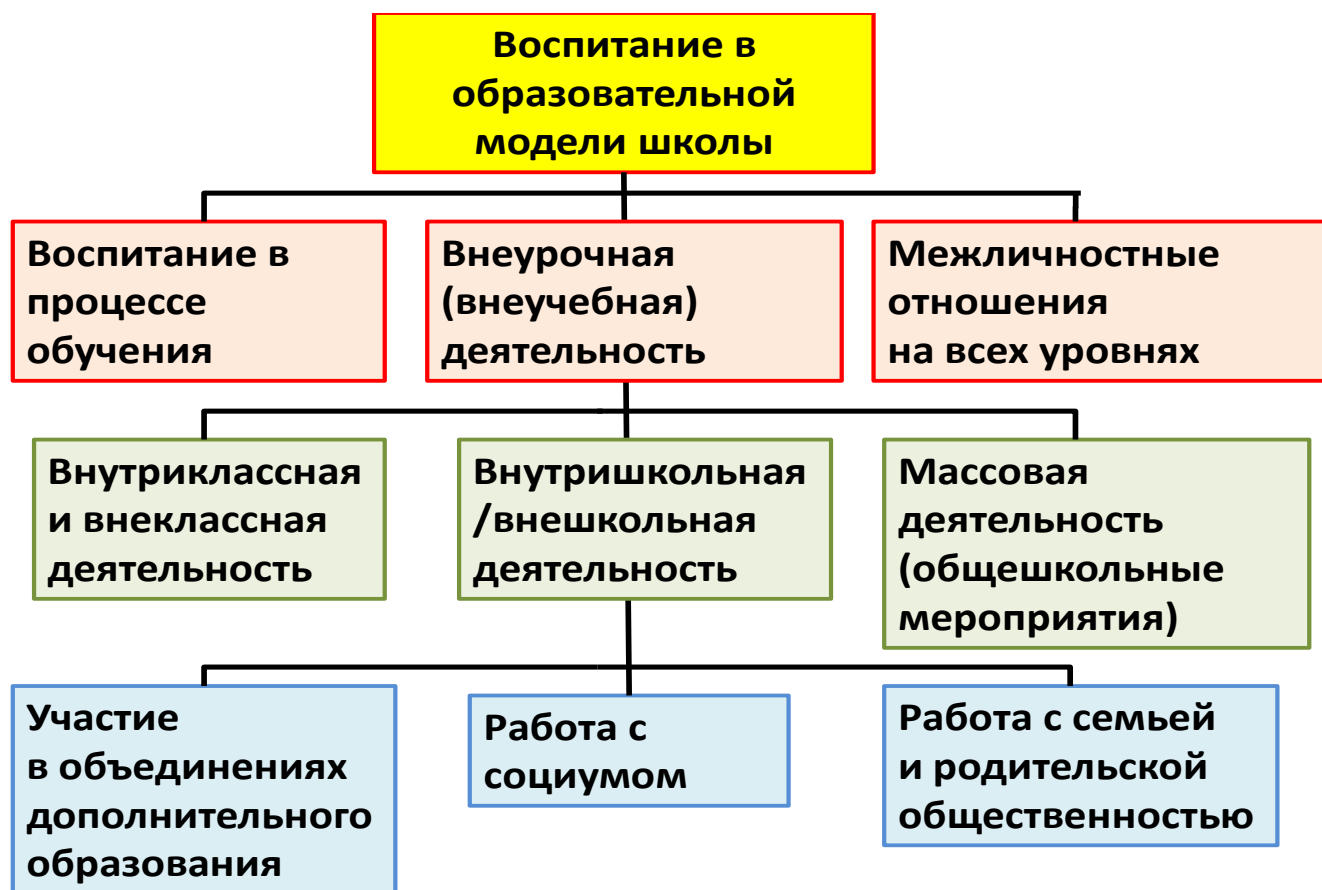 Воспитание в
образовательной
модели школы
Воспитание в
процессе
обучения
Внеурочная
(внеучебная)
деятельность
Межличностные
отношения
на всех уровнях
Внутриклассная
и внеклассная
деятельность
Внутришкольная
/внешкольная
деятельность
Массовая
деятельность
(общешкольные
мероприятия)
Участие
в объединениях
дополнительного
образования
Работа с
социумом
Работа с семьей
и родительской
общественностью